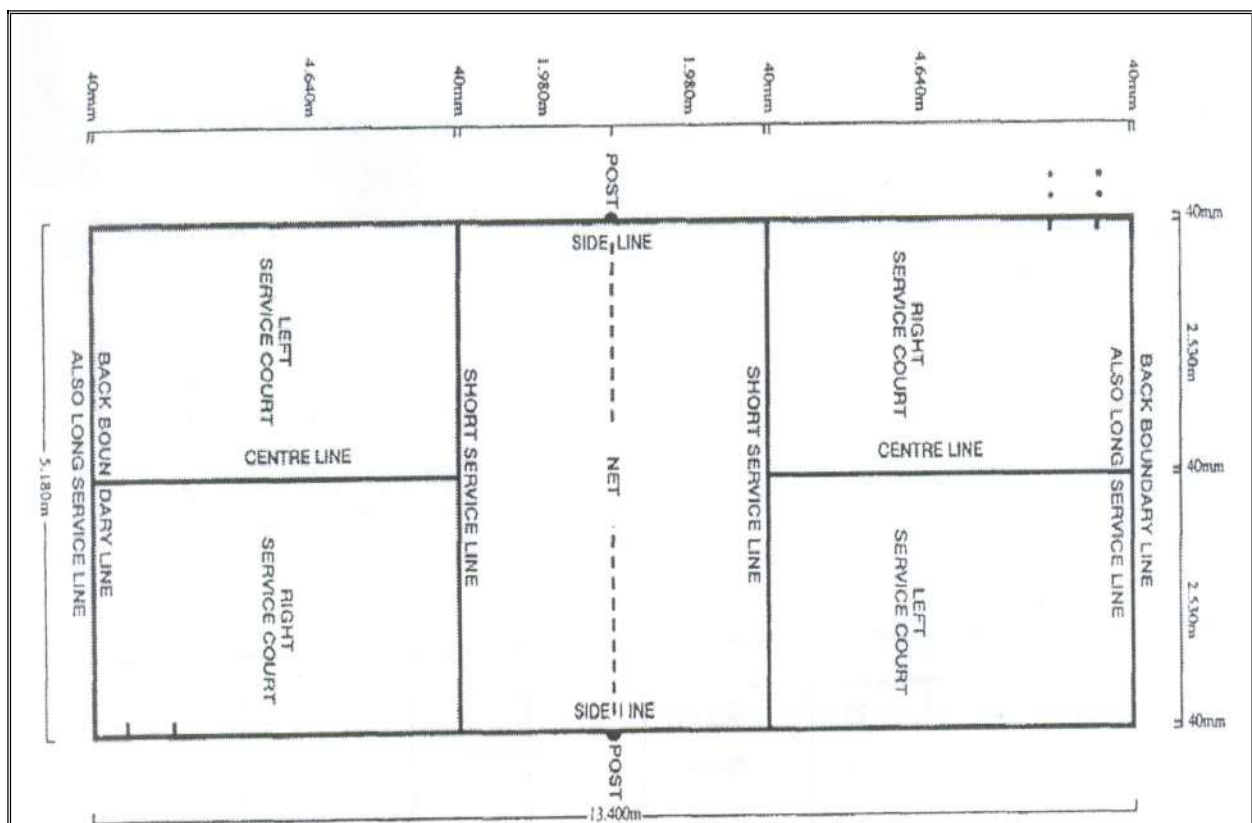 40mm
4.640m
40mm
1.980m
1.980m
40mm
4.640m
40mm
POST
SIDE LINE
40mm
2.530m
40mm
2.530m
40mm
LEFT
SERVICE COURT
RIGHT
SERVICE COURT
BACK BOUNDARY LINE
ALSO LONG SERVICE LINE
CENTRE LINE
SHORT SERVICE LINE
NET
SHORT SERVICE LINE
CENTRE LINE
BACK BOUNDARY LINE
ALSO LONG SERVICE LINE
5.180m
RIGHT
SERVICE COURT
LEFT
SERVICE COURT
SIDE LINE
POST
13.400m